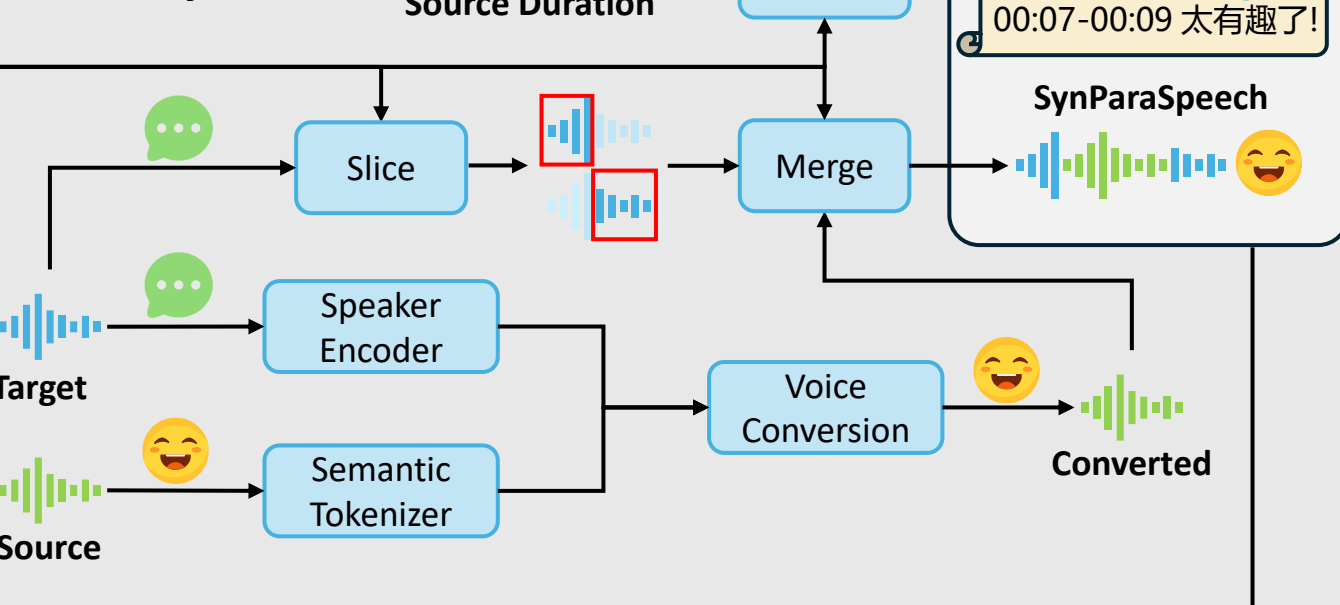 Source Duration
00:07-00:09 太有趣了!
SynParaSpeech
Slice
Merge
Speaker
Encoder
Target
Voice
Conversion
Converted
Semantic
Tokenizer
Source